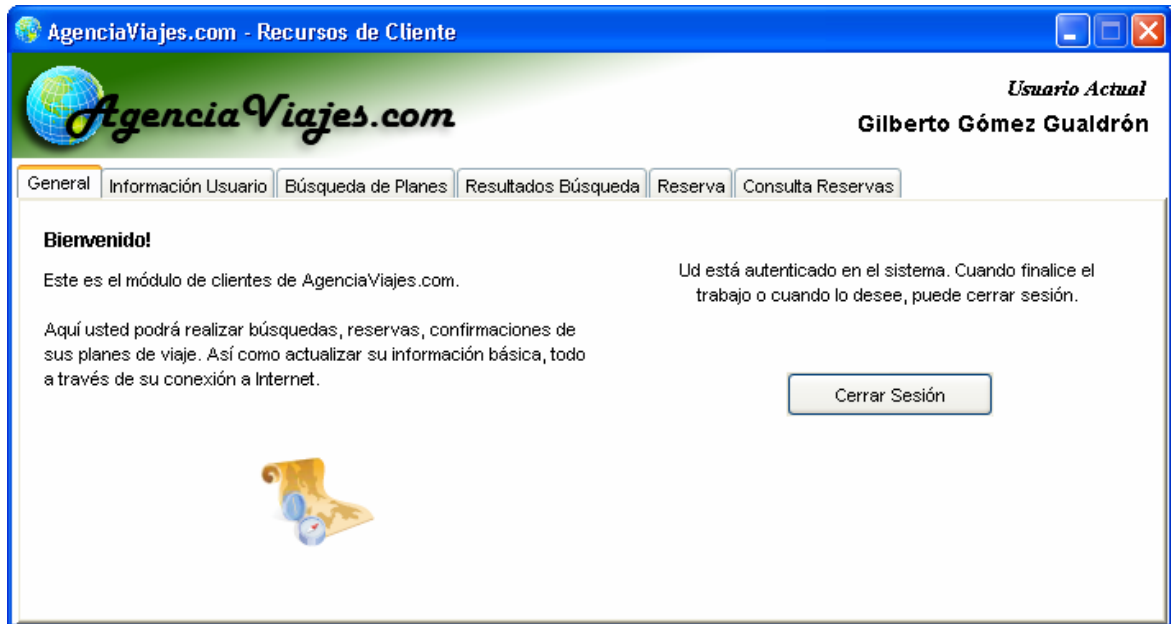 AgenciaViajes.com - Recursos de Cliente
AgenciaViajes.com
Usuario Actual
Gilberto Gómez Gualdrón
General Información Usuario Búsqueda de Planes Resultados Búsqueda Reserva Consulta Reservas
Bienvenido!
Este es el módulo de clientes de AgenciaViajes.com.
Aquí usted podrá realizar búsquedas, reservas, confirmaciones de
sus planes de viaje. Así como actualizar su información básica, todo
a través de su conexión a Internet.
Ud está autenticado en el sistema. Cuando finalice el
trabajo o cuando lo desee, puede cerrar sesión.
Cerrar Sesión